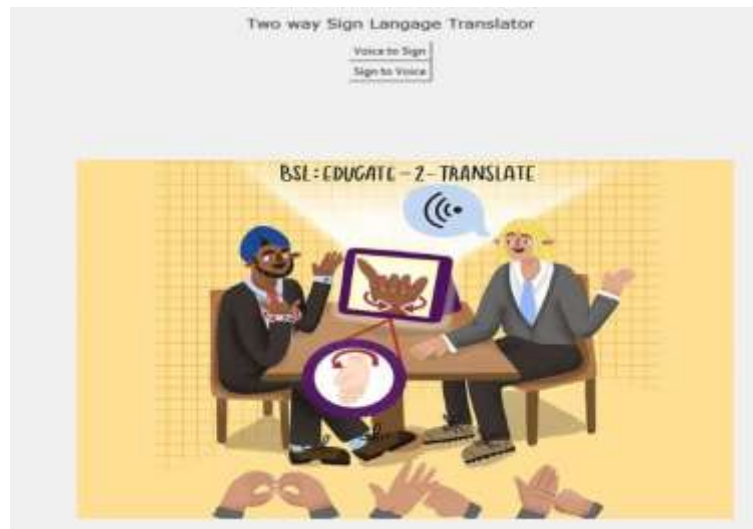 Two way Sign Langage Translator
Voice to Sign
Sign to Voice
BSL: EDUCATE-2-TRANSLATE